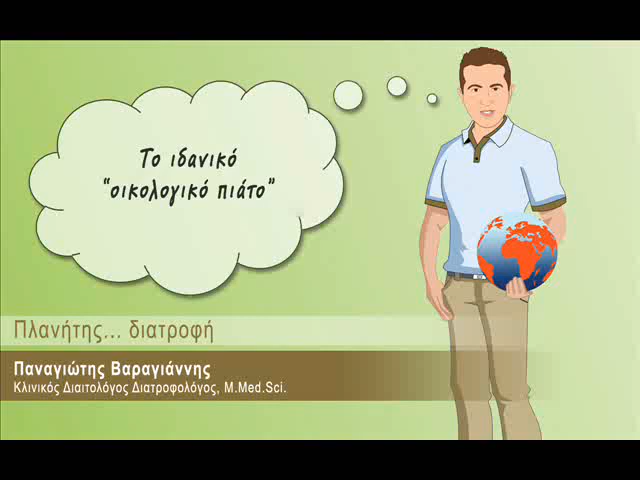 Το ιδανικό
“οικολογικό πιάτο”
Πλανήτης... διατροφή
Παναγιώτης Βαραγιάννης
Κλινικός Διαιτολόγος Διατροφολόγος, M.Med.Sci.